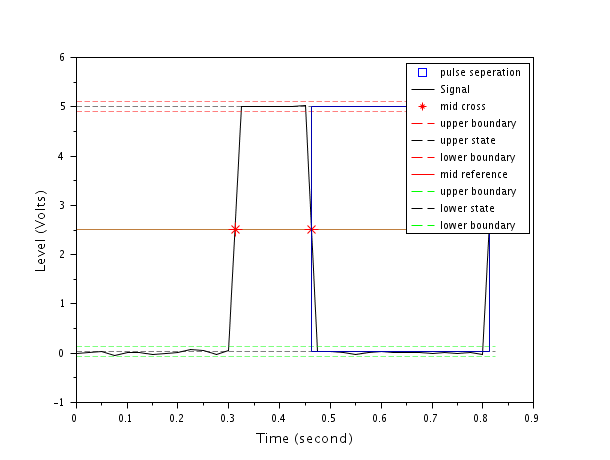 6
5
4
3
2
1
0
-1
0
0.1
0.2
0.3
0.4
0.5
0.6
0.7
0.8
0.9
Level (Volts)
Time (second)
pulse seperation
Signal
mid cross
upper boundary
upper state
lower boundary
mid reference
upper boundary
lower state
lower boundary